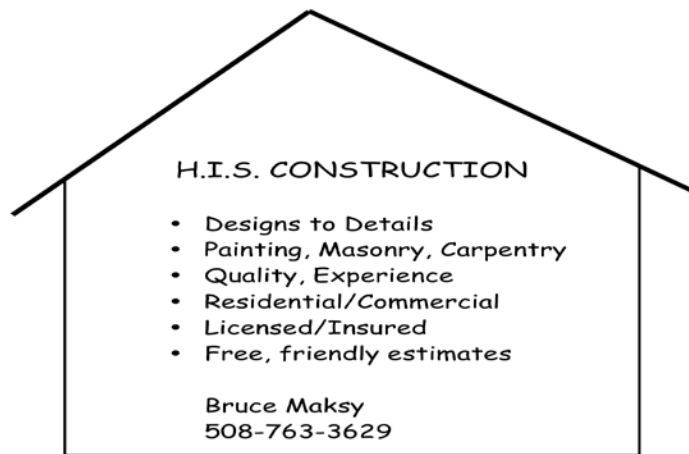 H.I.S. CONSTRUCTION
• Designs to Details
• Painting, Masonry, Carpentry
• Quality, Experience
• Residential/Commercial
• Licensed/Insured
• Free, friendly estimates
Bruce Maksy
508-763-3629